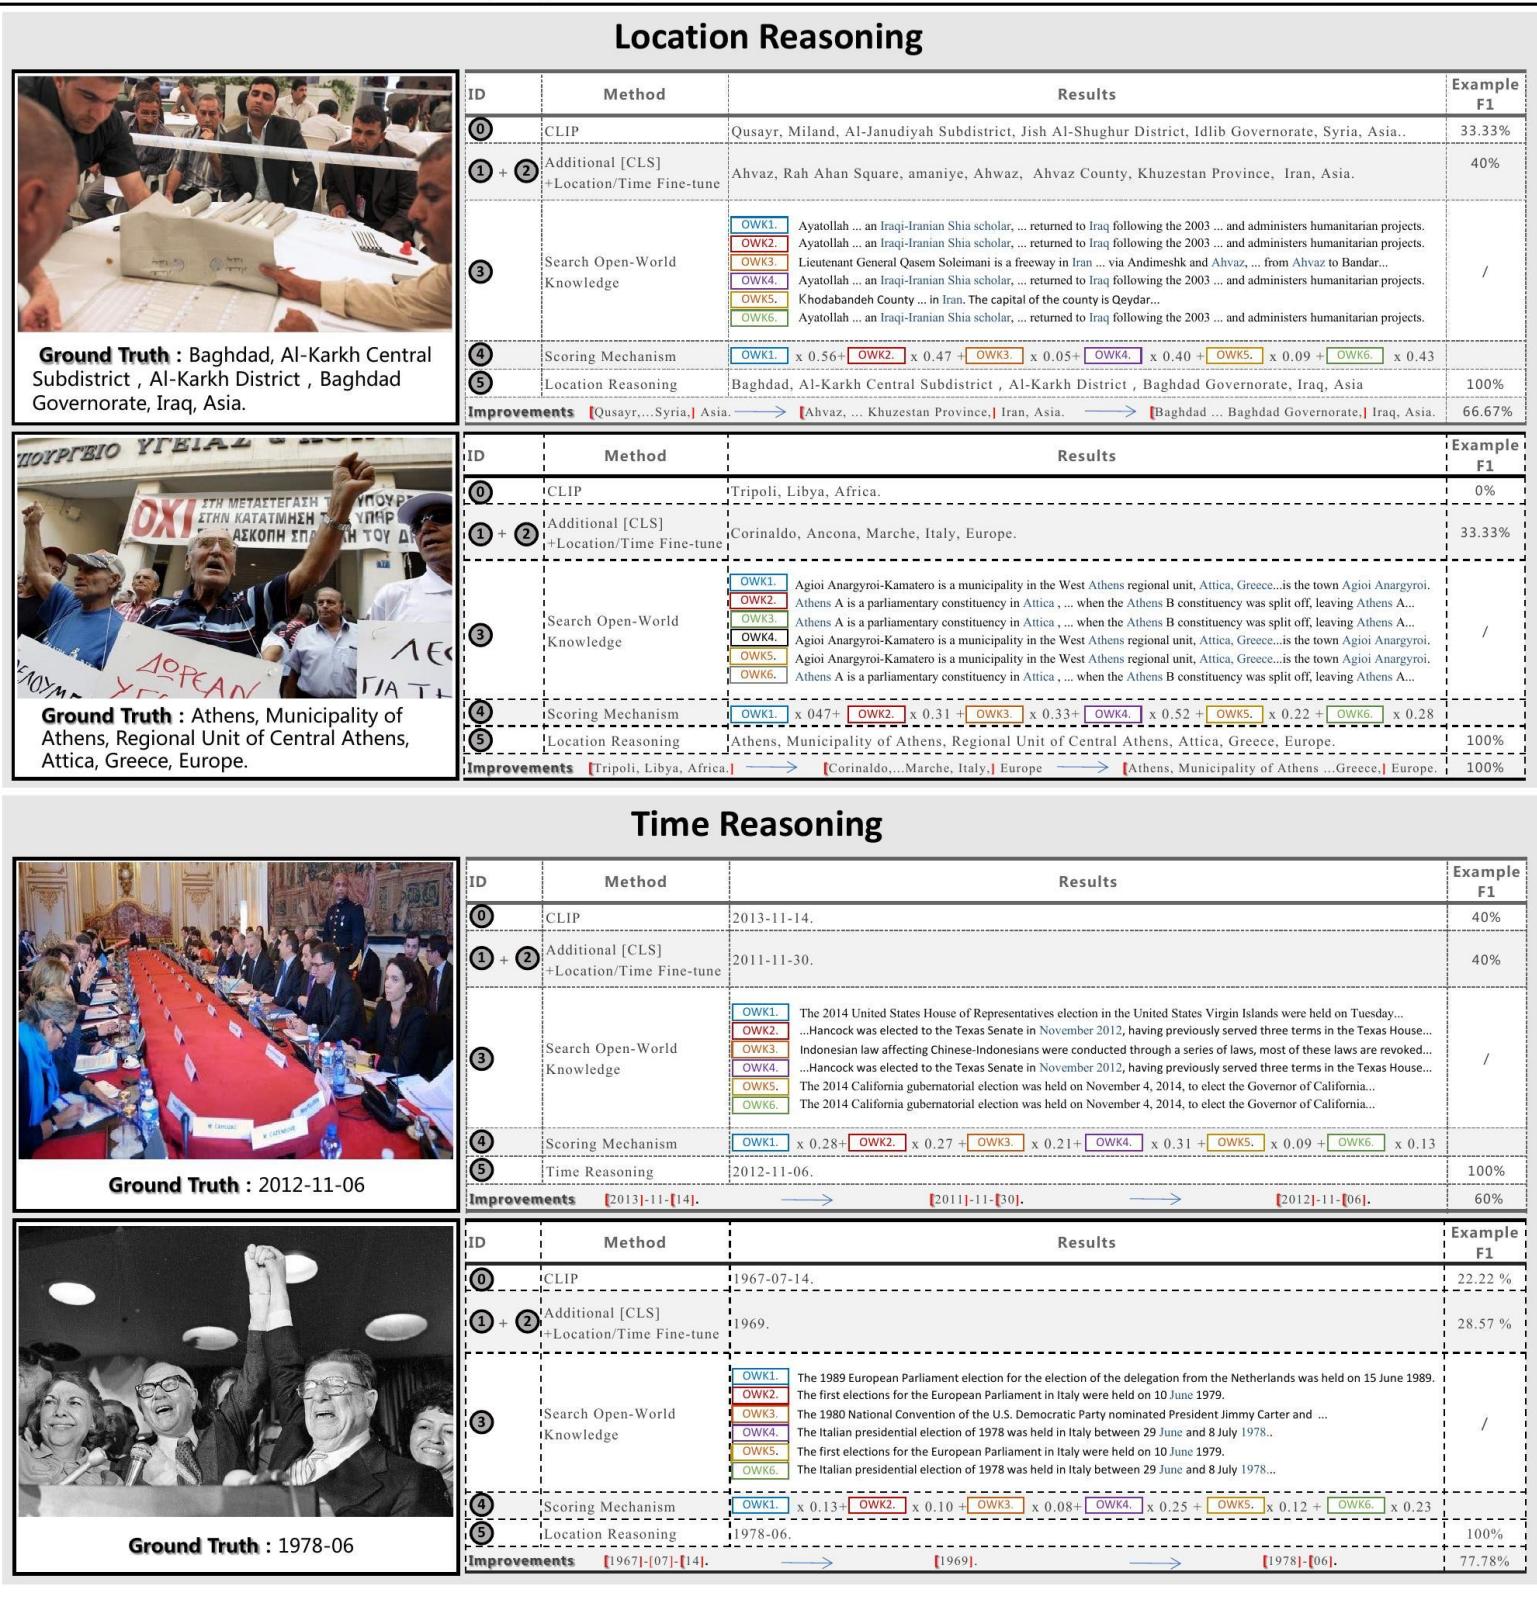 Location Reasoning
ID Method Results Example F1
0 CLIP Qusayr, Miland, Al-Janudiyah Subdistrict, Jish Al-Shughur District, Idlib Governorate, Syria, Asia.. 33.33%
1 + 2 Additional [CLS] +Location/Time Fine-tune Ahvaz, Rah Ahan Square, amaniye, Ahwaz, Ahvaz County, Khuzestan Province, Iran, Asia. 40%
3 Search Open-World Knowledge /
OWK1. Ayatollah ... an Iraqi-Iranian Shia scholar, ... returned to Iraq following the 2003 ... and administers humanitarian projects.
OWK2. Ayatollah ... an Iraqi-Iranian Shia scholar, ... returned to Iraq following the 2003 ... and administers humanitarian projects.
OWK3. Lieutenant General Qasem Soleimani is a freeway in Iran ... via Andimeshk and Ahvaz, ... from Ahvaz to Bandar...
OWK4. Ayatollah ... an Iraqi-Iranian Shia scholar, ... returned to Iraq following the 2003 ... and administers humanitarian projects.
OWK5. Khodabandeh County ... in Iran. The capital of the county is Qeydar...
OWK6. Ayatollah ... an Iraqi-Iranian Shia scholar, ... returned to Iraq following the 2003 ... and administers humanitarian projects.
4 Scoring Mechanism OWK1. x 0.56+ OWK2. x 0.47 + OWK3. x 0.05+ OWK4. x 0.40 + OWK5. x 0.09 + OWK6. x 0.43
5 Location Reasoning Baghdad, Al-Karkh Central Subdistrict , Al-Karkh District , Baghdad Governorate, Iraq, Asia 100%
Improvements [Qusayr,...Syria,] Asia. [Ahvaz, ... Khuzestan Province,] Iran, Asia. [Baghdad ... Baghdad Governorate,] Iraq, Asia. 66.67%
Ground Truth : Baghdad, Al-Karkh Central
Subdistrict , Al-Karkh District , Baghdad
Governorate, Iraq, Asia.
ΠΟΥΡΓΕΙΟ ΥΓΕΙΑΣ &
ΟΧΙ ΣΤΗ ΜΕΤΑΣΤΕΓΑΣΗ
ΣΤΗΝ ΚΑΤΑΤΜΗΣΗ
ΔΩΡΕΑΝ
ΓΙΑ ΤΗ
Ground Truth : Athens, Municipality of
Athens, Regional Unit of Central Athens,
Attica, Greece, Europe.
ID Method Results Example F1
0 CLIP Tripoli, Libya, Africa. 0%
1 + 2 Additional [CLS] +Location/Time Fine-tune Corinaldo, Ancona, Marche, Italy, Europe. 33.33%
3 Search Open-World Knowledge /
OWK1. Agioi Anargyroi-Kamatero is a municipality in the West Athens regional unit, Attica, Greece...is the town Agioi Anargyroi.
OWK2. Athens A is a parliamentary constituency in Attica , ... when the Athens B constituency was split off, leaving Athens A...
OWK3. Athens A is a parliamentary constituency in Attica , ... when the Athens B constituency was split off, leaving Athens A...
OWK4. Agioi Anargyroi-Kamatero is a municipality in the West Athens regional unit, Attica, Greece...is the town Agioi Anargyroi.
OWK5. Agioi Anargyroi-Kamatero is a municipality in the West Athens regional unit, Attica, Greece...is the town Agioi Anargyroi.
OWK6. Athens A is a parliamentary constituency in Attica , ... when the Athens B constituency was split off, leaving Athens A...
4 Scoring Mechanism OWK1. x 047+ OWK2. x 0.31 + OWK3. x 0.33+ OWK4. x 0.52 + OWK5. x 0.22 + OWK6. x 0.28
5 Location Reasoning Athens, Municipality of Athens, Regional Unit of Central Athens, Attica, Greece, Europe. 100%
Improvements [Tripoli, Libya, Africa.] [Corinaldo,...Marche, Italy,] Europe [Athens, Municipality of Athens ...Greece,] Europe. 100%
Time Reasoning
ID Method Results Example F1
0 CLIP 2013-11-14. 40%
1 + 2 Additional [CLS] +Location/Time Fine-tune 2011-11-30. 40%
3 Search Open-World Knowledge /
OWK1. The 2014 United States House of Representatives election in the United States Virgin Islands were held on Tuesday...
OWK2. ...Hancock was elected to the Texas Senate in November 2012, having previously served three terms in the Texas House...
OWK3. Indonesian law affecting Chinese-Indonesians were conducted through a series of laws, most of these laws are revoked...
OWK4. ...Hancock was elected to the Texas Senate in November 2012, having previously served three terms in the Texas House...
OWK5. The 2014 California gubernatorial election was held on November 4, 2014, to elect the Governor of California...
OWK6. The 2014 California gubernatorial election was held on November 4, 2014, to elect the Governor of California...
4 Scoring Mechanism OWK1. x 0.28+ OWK2. x 0.27 + OWK3. x 0.21+ OWK4. x 0.31 + OWK5. x 0.09 + OWK6. x 0.13
5 Time Reasoning 2012-11-06. 100%
Improvements [2013]-11-[14]. [2011]-11-[30]. [2012]-11-[06]. 60%
Ground Truth : 2012-11-06
ID Method Results Example F1
0 CLIP 1967-07-14. 22.22 %
1 + 2 Additional [CLS] +Location/Time Fine-tune 1969. 28.57 %
3 Search Open-World Knowledge /
OWK1. The 1989 European Parliament election for the election of the delegation from the Netherlands was held on 15 June 1989.
OWK2. The first elections for the European Parliament in Italy were held on 10 June 1979.
OWK3. The 1980 National Convention of the U.S. Democratic Party nominated President Jimmy Carter and ...
OWK4. The Italian presidential election of 1978 was held in Italy between 29 June and 8 July 1978..
OWK5. The first elections for the European Parliament in Italy were held on 10 June 1979.
OWK6. The Italian presidential election of 1978 was held in Italy between 29 June and 8 July 1978...
4 Scoring Mechanism OWK1. x 0.13+ OWK2. x 0.10 + OWK3. x 0.08+ OWK4. x 0.25 + OWK5. x 0.12 + OWK6. x 0.23
5 Location Reasoning 1978-06. 100%
Improvements [1967]-[07]-[14]. [1969]. [1978]-[06]. 77.78%
Ground Truth : 1978-06